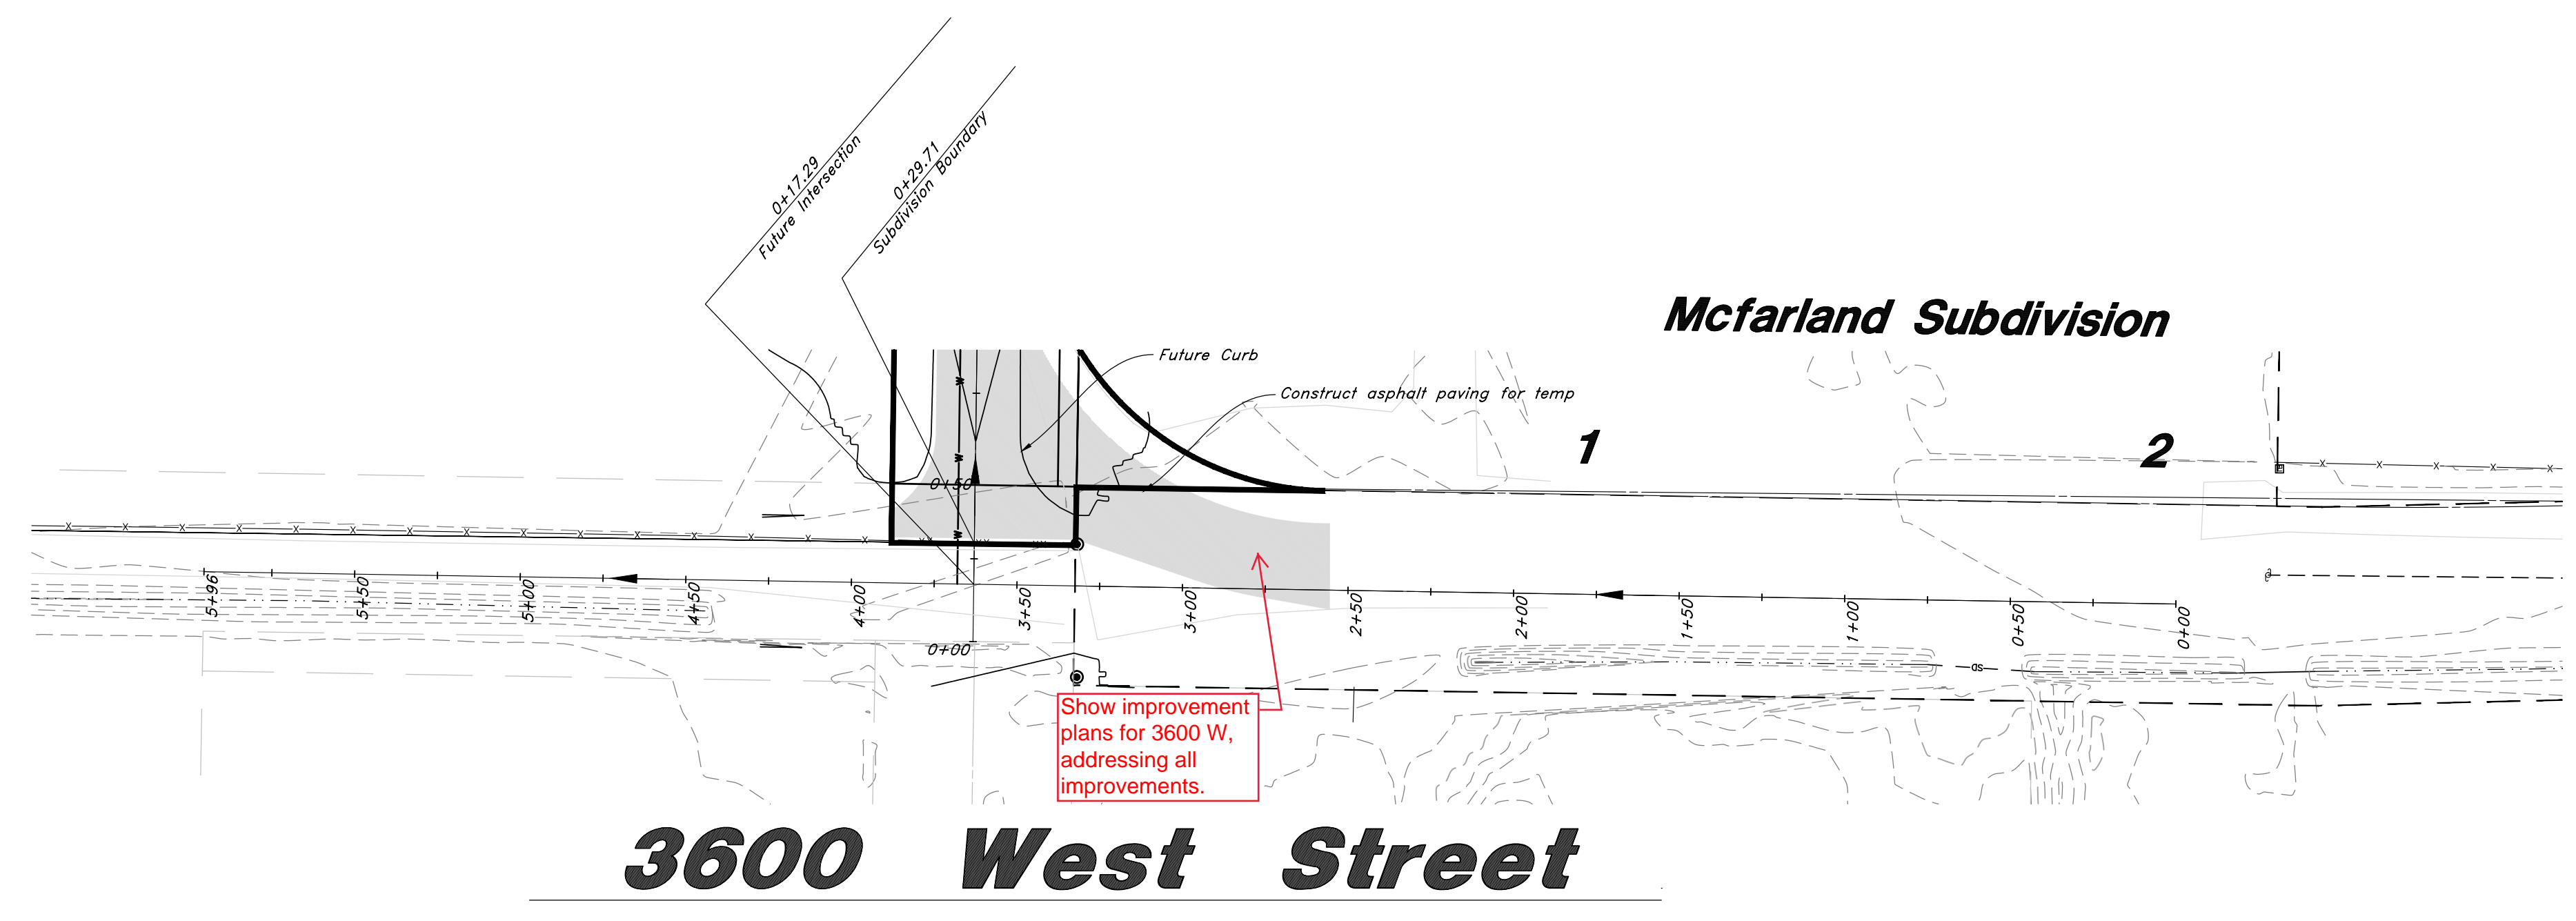 0+17.29
Future Intersection
0+29.71
Subdivision Boundary
Mcfarland Subdivision
Future Curb
Construct asphalt paving for temp
1
2
0+50
W
W
W
5+96
5+50
5+00
4+50
4+00
3+50
3+00
2+50
2+00
1+50
1+00
0+50
0+00
0+00
as
Show improvement
plans for 3600 W,
addressing all
improvements.
3600 West Street